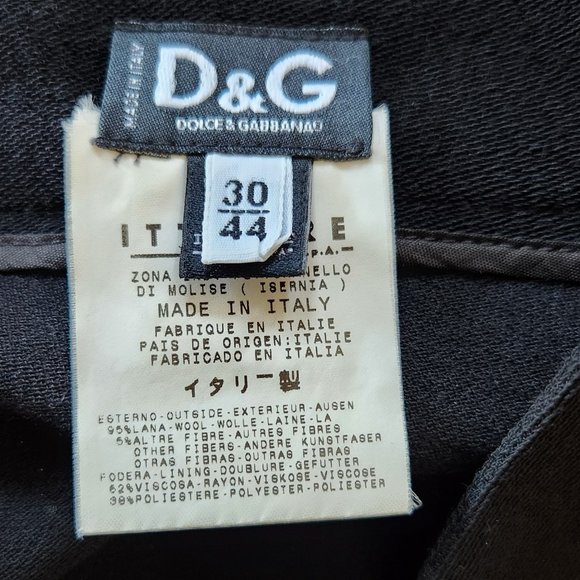 MADE IN ITALY
D&G
DOLCE & GABBANA
30
44
ITT RE
S.p.A.
ZONA NELLO
DI MOLISE ( ISERNIA )
MADE IN ITALY
FABRIQUE EN ITALIE
PAIS DE ORIGEN:ITALIE
FABRICADO EN ITALIA
イタリー製
ESTERNO-OUTSIDE-EXTERIEUR-AUSEN
95%LANA-WOOL-WOLLE-LAINE-LA
5%ALTRE FIBRE-AUTRES FIBRES
OTHER FIBERS-ANDERE KUNSTFASER
OTRAS FIBRAS-OUTRAS FIBRAS
FODERA-LINING-DOUBLURE-GEFUTTER
62%VISCOSA-RAYON-VISKOSE-VISCOSE
38%POLIESTERE-POLYESTER-POLIESTER